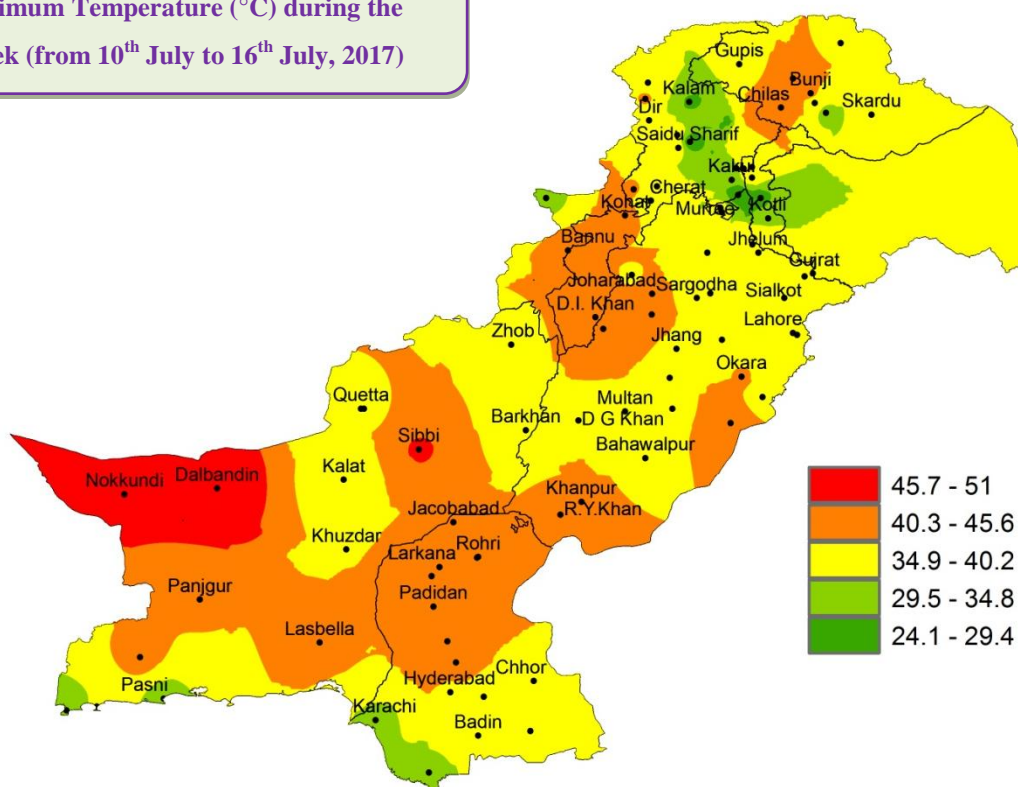 imum Temperature (°C) during the
ek (from 10th July to 16th July, 2017)
Gupis
Bunji
Kalam
Chilas
Skardu
Dir
Saidu Sharif
Kakul
Cherat
Kohat
Murree
Kotli
Bannu
Jhelum
Gujrat
Joharabad
Sargodha
Sialkot
D.I. Khan
Lahore
Zhob
Jhang
Okara
Quetta
Multan
Barkhan
D G Khan
Sibbi
Bahawalpur
Kalat
Nokkundi
Dalbandin
Khanpur
Jacobabad
R.Y.Khan
Khuzdar
Larkana
Rohri
Panjgur
Padidan
Lasbella
Pasni
Hyderabad
Chhor
Karachi
Badin
45.7 - 51
40.3 - 45.6
34.9 - 40.2
29.5 - 34.8
24.1 - 29.4